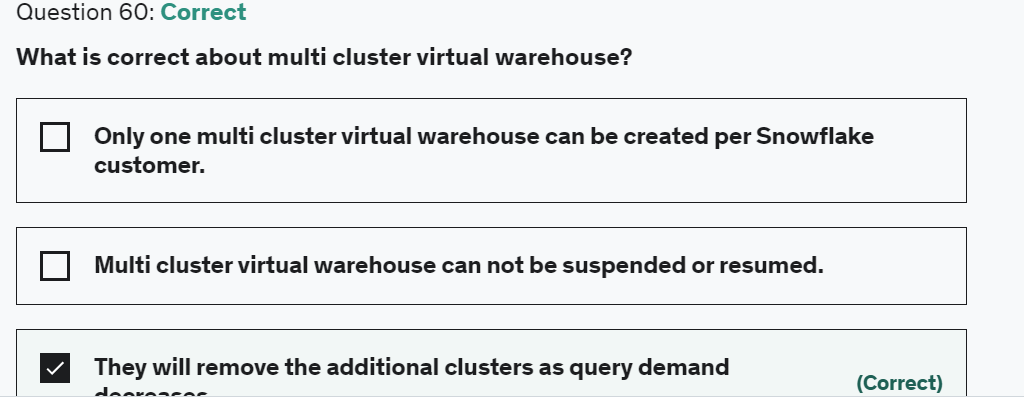 Question 60: Correct
What is correct about multi cluster virtual warehouse?
Only one multi cluster virtual warehouse can be created per Snowflake
customer.
Multi cluster virtual warehouse can not be suspended or resumed.
They will remove the additional clusters as query demand
(Correct)
decreases